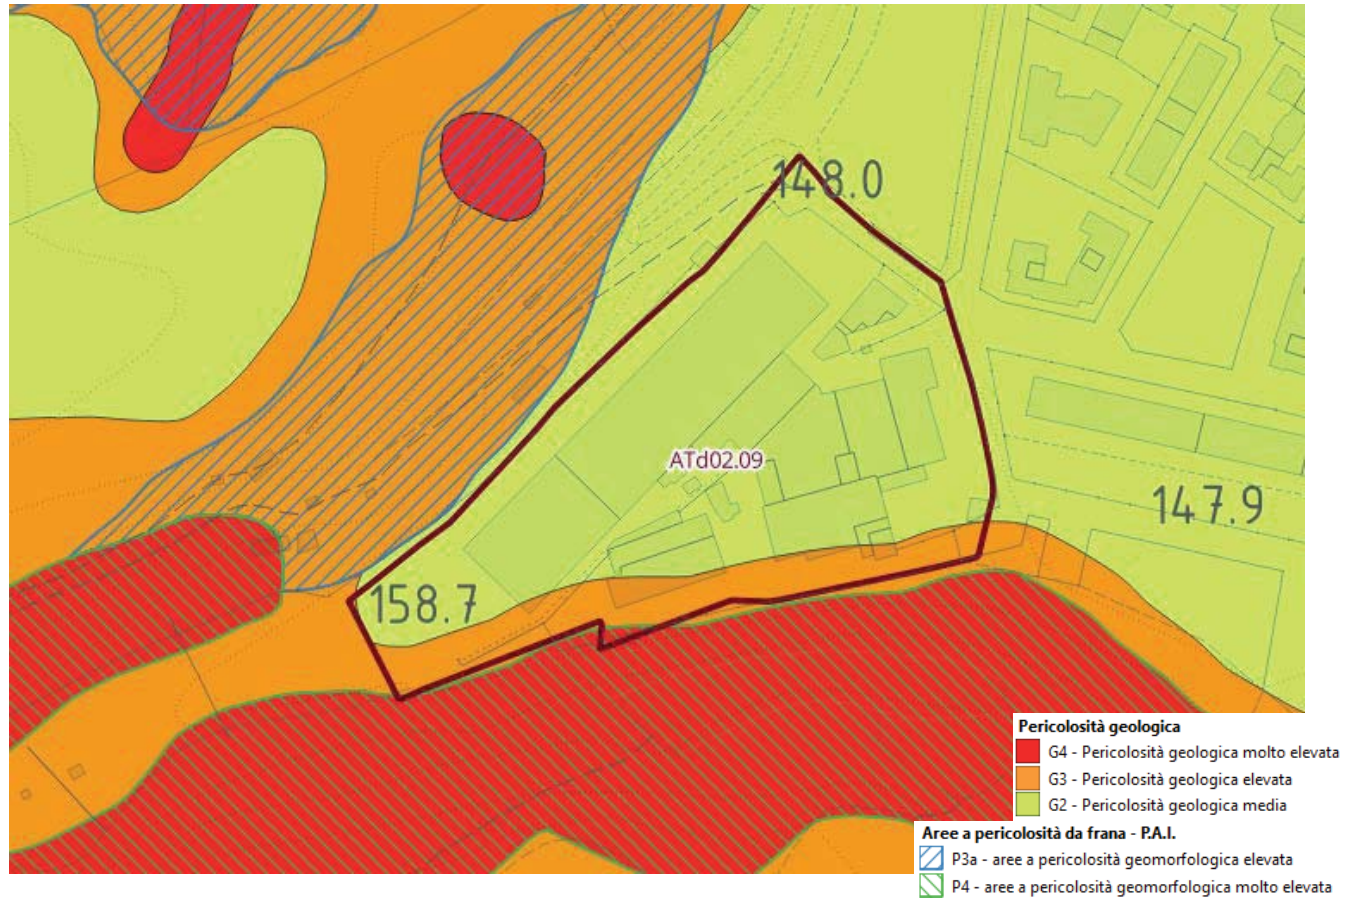 148.0
ATd02.09
147.9
158.7
Pericolosità geologica
G4 - Pericolosità geologica molto elevata
G3 - Pericolosità geologica elevata
G2 - Pericolosità geologica media
Aree a pericolosità da frana - P.A.I.
P3a - aree a pericolosità geomorfologica elevata
P4 - aree a pericolosità geomorfologica molto elevata